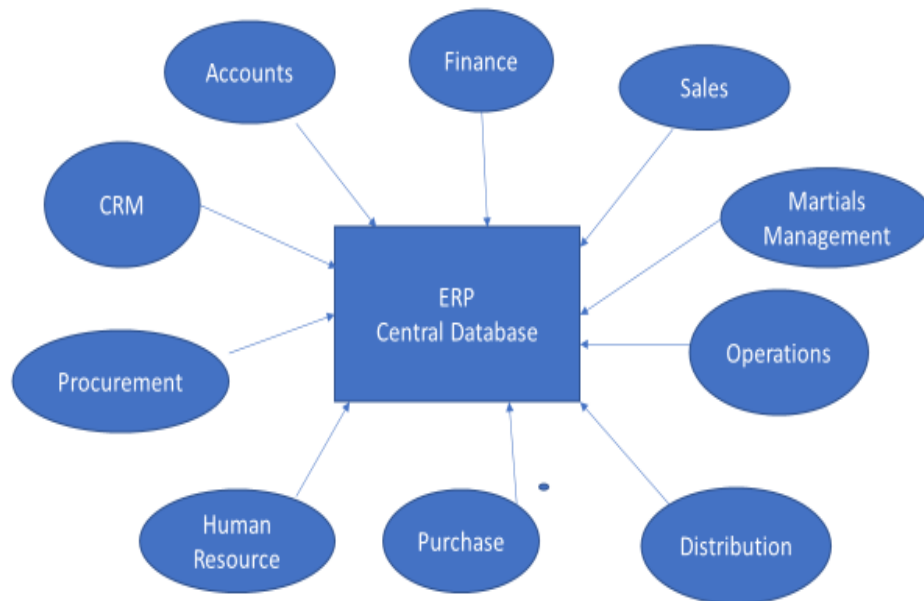 Accounts
Finance
Sales
CRM
Martials
Management
ERP
Central Database
Operations
Procurement
Human
Resource
Purchase
Distribution